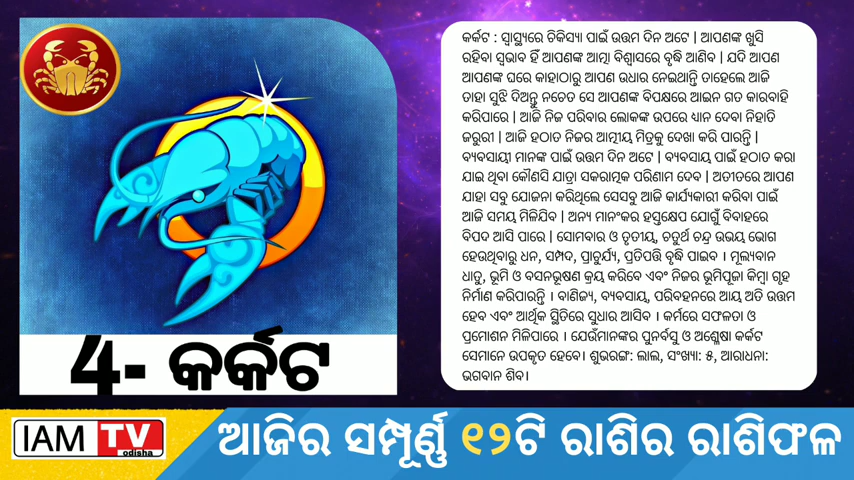 କର୍କଟ : ସ୍ୱାସ୍ଥ୍ୟରେ ଚିକିତ୍ସା ପାଇଁ ଉତ୍ତମ ଦିନ ଅଟେ | ଆପଣଙ୍କ ଖୁସି
ରହିବା ସ୍ୱଭାବ ହିଁ ଆପଣଙ୍କ ଆତ୍ମା ବିଶ୍ୱାସରେ ବୃଦ୍ଧି ଆଣିବ | ଯଦି ଆପଣ
ଆପଣଙ୍କ ଘରେ କାହାଠାରୁ ଆପଣ ଉଧାର ନେଇଥାନ୍ତି ତାହେଲେ ଆଜି
ତାହା ସୁଝି ଦିଅନ୍ତୁ ନଚେତ ସେ ଆପଣଙ୍କ ବିପକ୍ଷରେ ଆଇନ ଗତ କାରବାହି
କରିପାରେ | ଆଜି ନିଜ ପରିବାର ଲୋକଙ୍କ ଉପରେ ଧ୍ୟାନ ଦେବା ନିହାତି
ଜରୁରୀ | ଆଜି ହଠାତ ନିଜର ଆତ୍ମୀୟ ମିତ୍ରକୁ ଦେଖା କରି ପାରନ୍ତି |
ବ୍ୟବସାୟୀ ମାନଙ୍କ ପାଇଁ ଉତ୍ତମ ଦିନ ଅଟେ | ବ୍ୟବସାୟ ପାଇଁ ହଠାତ କରା
ଯାଇ ଥିବା କୌଣସି ଯାତ୍ରା ସକରାତ୍ମକ ପରିଣାମ ଦେବ | ଅତୀତରେ ଆପଣ
ଯାହା ସବୁ ଯୋଜନା କରିଥିଲେ ସେସବୁ ଆଜି କାର୍ଯ୍ୟକାରୀ କରିବା ପାଇଁ
ଆଜି ସମୟ ମିଳିଯିବ | ଅନ୍ୟ ମାନଂକର ହସ୍ତକ୍ଷେପ ଯୋଗୁଁ ବିବାହରେ
ବିପଦ ଆସି ପାରେ | ସୋମବାର ଓ ତୃତୀୟ, ଚତୁର୍ଥ ଚନ୍ଦ୍ର ଉଭୟ ଭୋଗ
ହେଉଥିବାରୁ ଧନ, ସମ୍ପଦ, ପ୍ରାଚୁର୍ଯ୍ୟ, ପ୍ରତିପତ୍ତି ବୃଦ୍ଧି ପାଇବ । ମୂଲ୍ୟବାନ
ଧାତୁ, ଭୂମି ଓ ବସନଭୂଷଣ କ୍ରୟ କରିବେ ଏବଂ ନିଜର ଭୂମିପୂଜା କିମ୍ବା ଗୃହ
ନିର୍ମାଣ କରିପାରନ୍ତି । ବାଣିଜ୍ୟ, ବ୍ୟବସାୟ, ପରିବହନରେ ଆୟ ଅତି ଉତ୍ତମ
ହେବ ଏବଂ ଆର୍ଥିକ ସ୍ଥିତିରେ ସୁଧାର ଆସିବ । କର୍ମରେ ସଫଳତା ଓ
ପ୍ରମୋଶନ ମିଳିପାରେ । ଯେଉଁମାନଙ୍କର ପୁନର୍ବସୁ ଓ ଅଶ୍ଳେଷା କର୍କଟ
ସେମାନେ ଉପକୃତ ହେବେ। ଶୁଭରଙ୍ଗ: ଲାଲ, ସଂଖ୍ୟା: ୫, ଆରାଧନା:
ଭଗବାନ ଶିବ।
4- କର୍କଟ
IAM TV
odisha
ଆଜିର ସମ୍ପୂର୍ଣ୍ଣ ୧୨ଟି ରାଶିର ରାଶିଫଳ